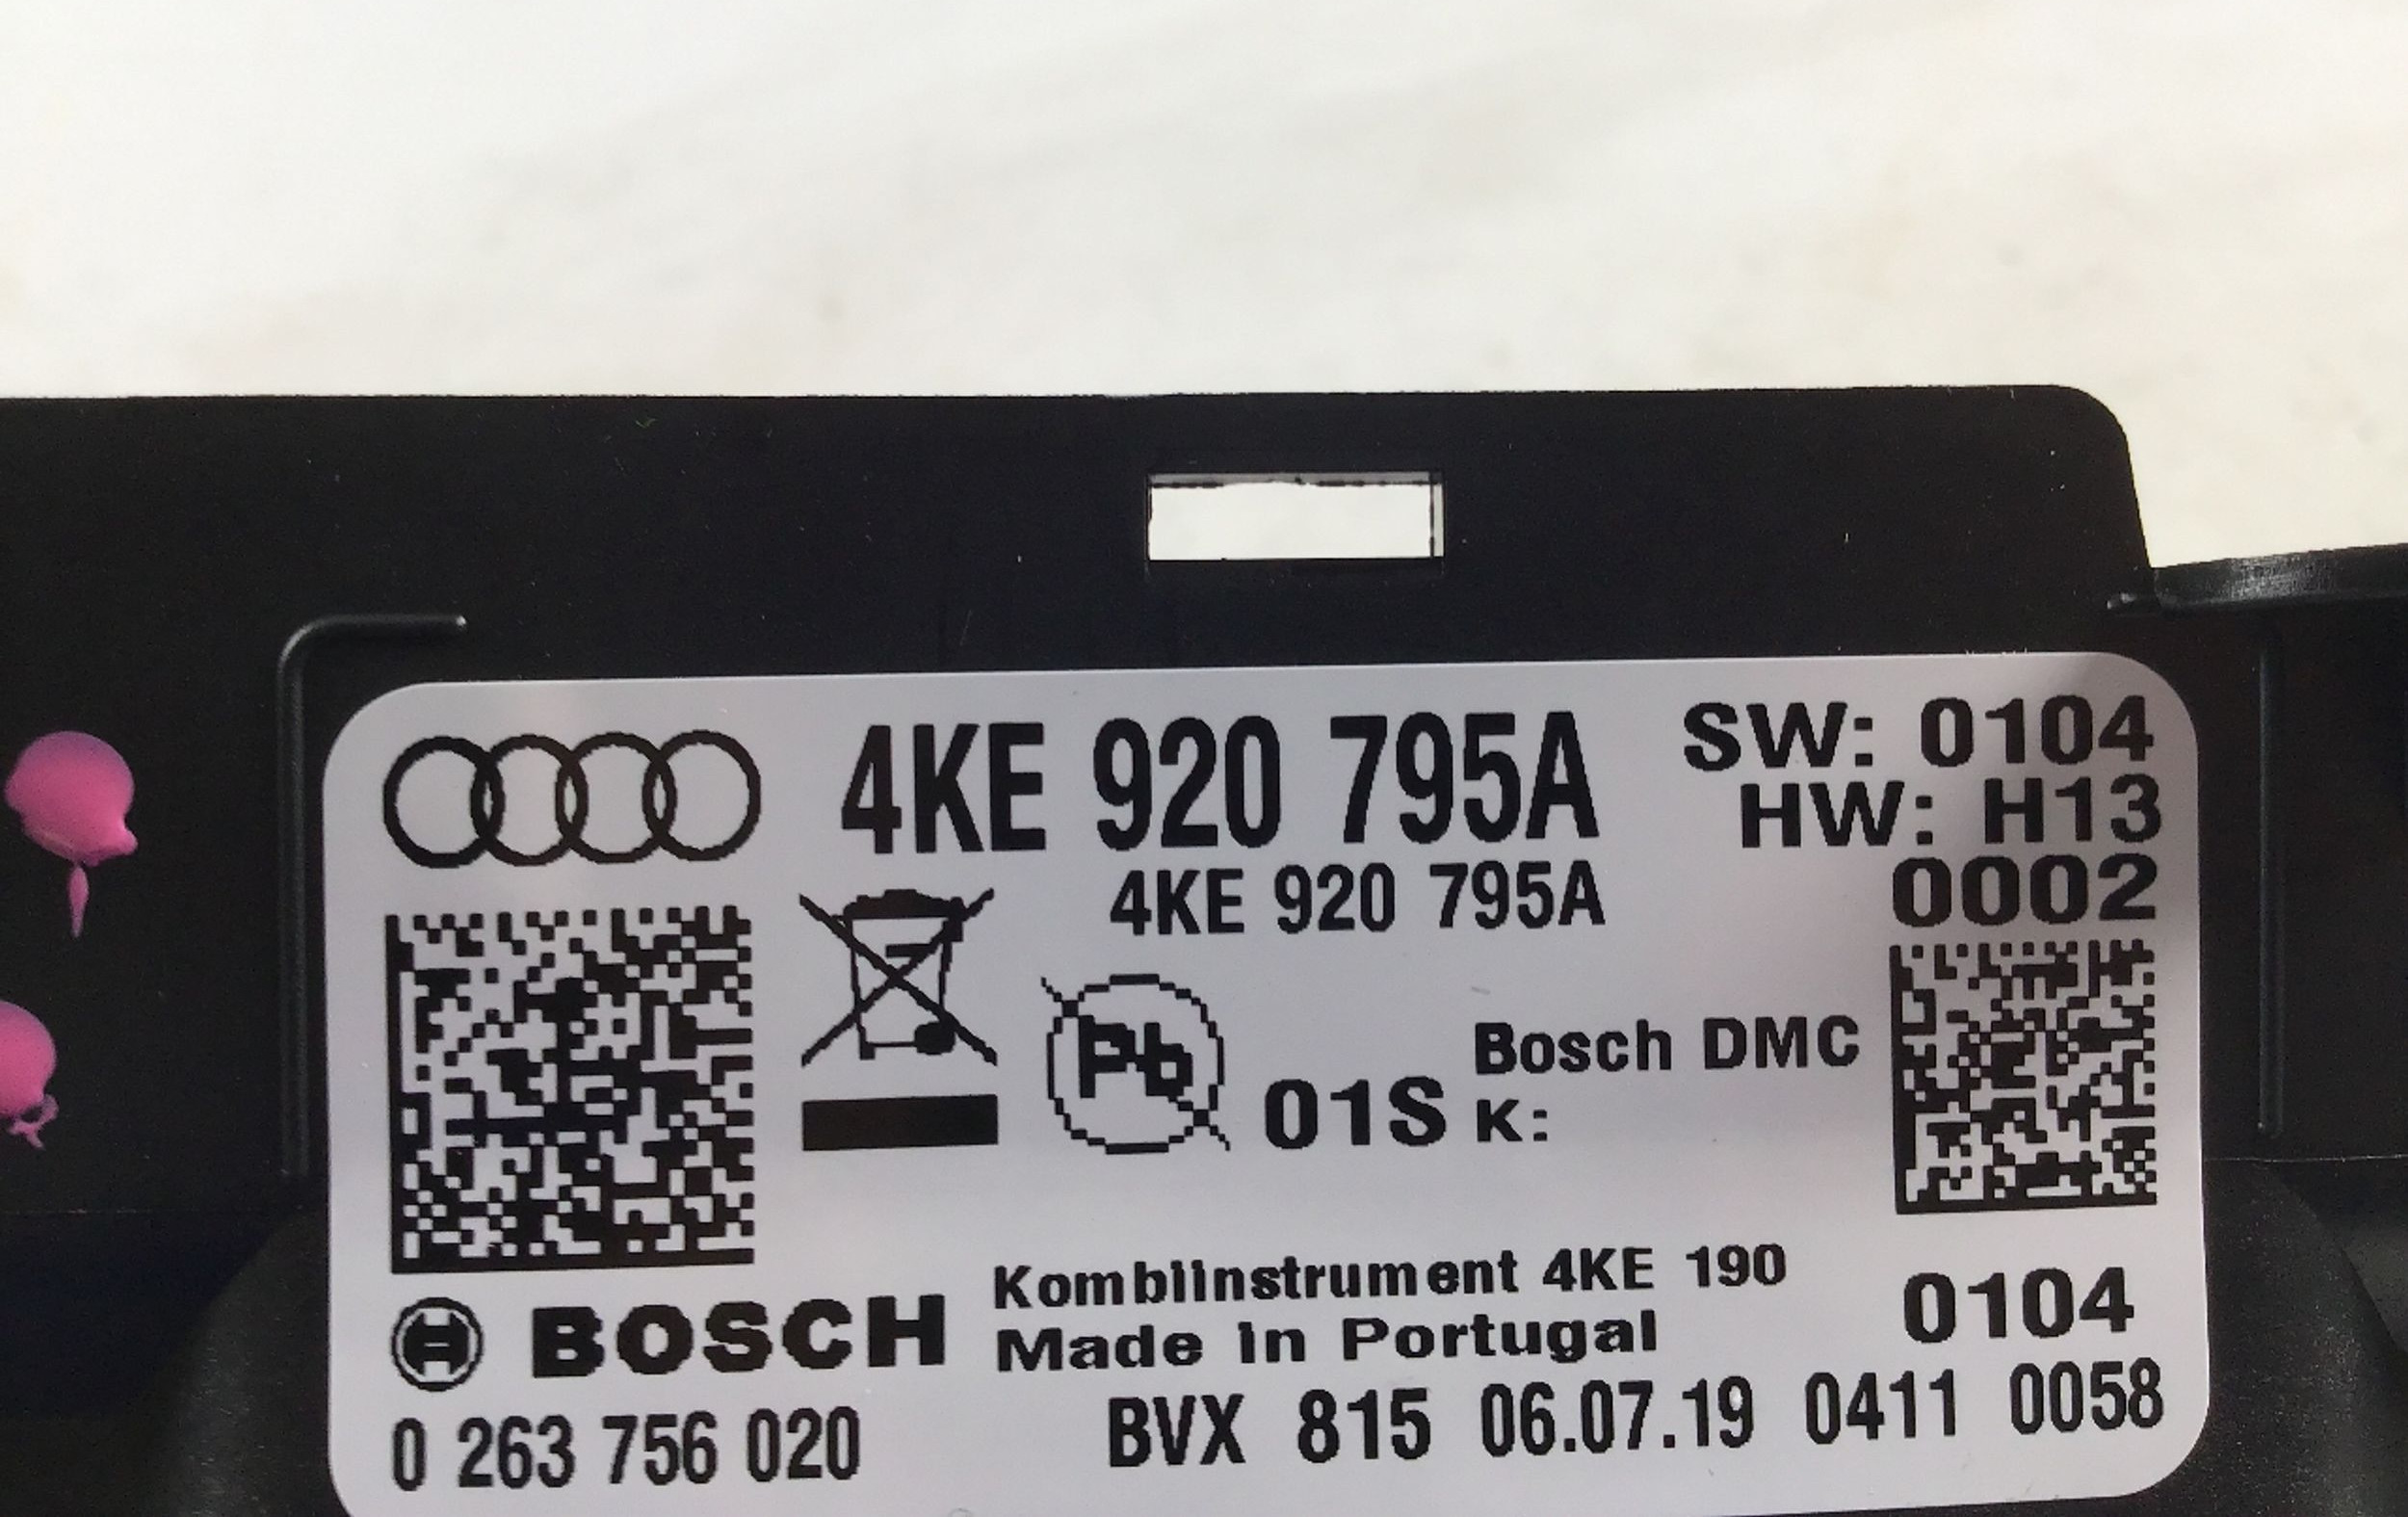 4KE 920 795A
SW: 0104
HW: H13
4KE 920 795A
0002
Pb
01S
Bosch DMC
K:
Kombiinstrument 4KE 190
Made in Portugal
0104
BOSCH
0 263 756 020
BVX 815 06.07.19 0411 0058